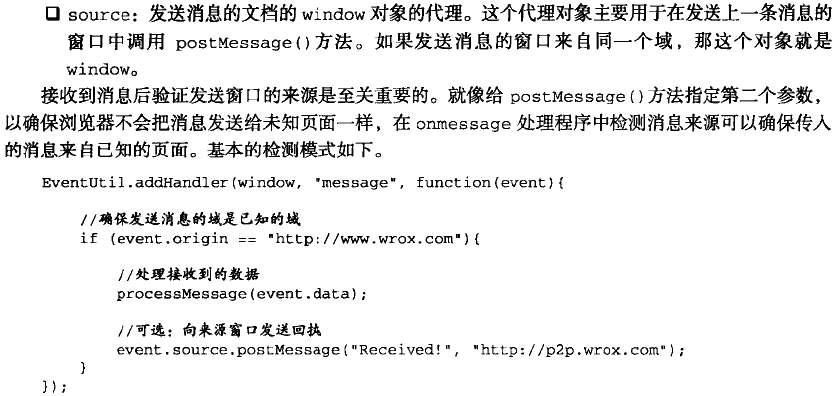 ❑ source：发送消息的文档的 window 对象的代理。这个代理对象主要用于在发送上一条消息的
窗口中调用 postMessage()方法。如果发送消息的窗口来自同一个域，那这个对象就是
window。
接收到消息后验证发送窗口的来源是至关重要的。就像给 postMessage()方法指定第二个参数，
以确保浏览器不会把消息发送给未知页面一样，在 onmessage 处理程序中检测消息来源可以确保传入
的消息来自已知的页面。基本的检测模式如下。
EventUtil.addHandler(window, "message", function(event){
//确保发送消息的域是已知的域
if (event.origin == "http://www.wrox.com"){
//处理接收到的数据
processMessage(event.data);
//可选：向来源窗口发送回执
event.source.postMessage("Received!", "http://p2p.wrox.com");
}
});